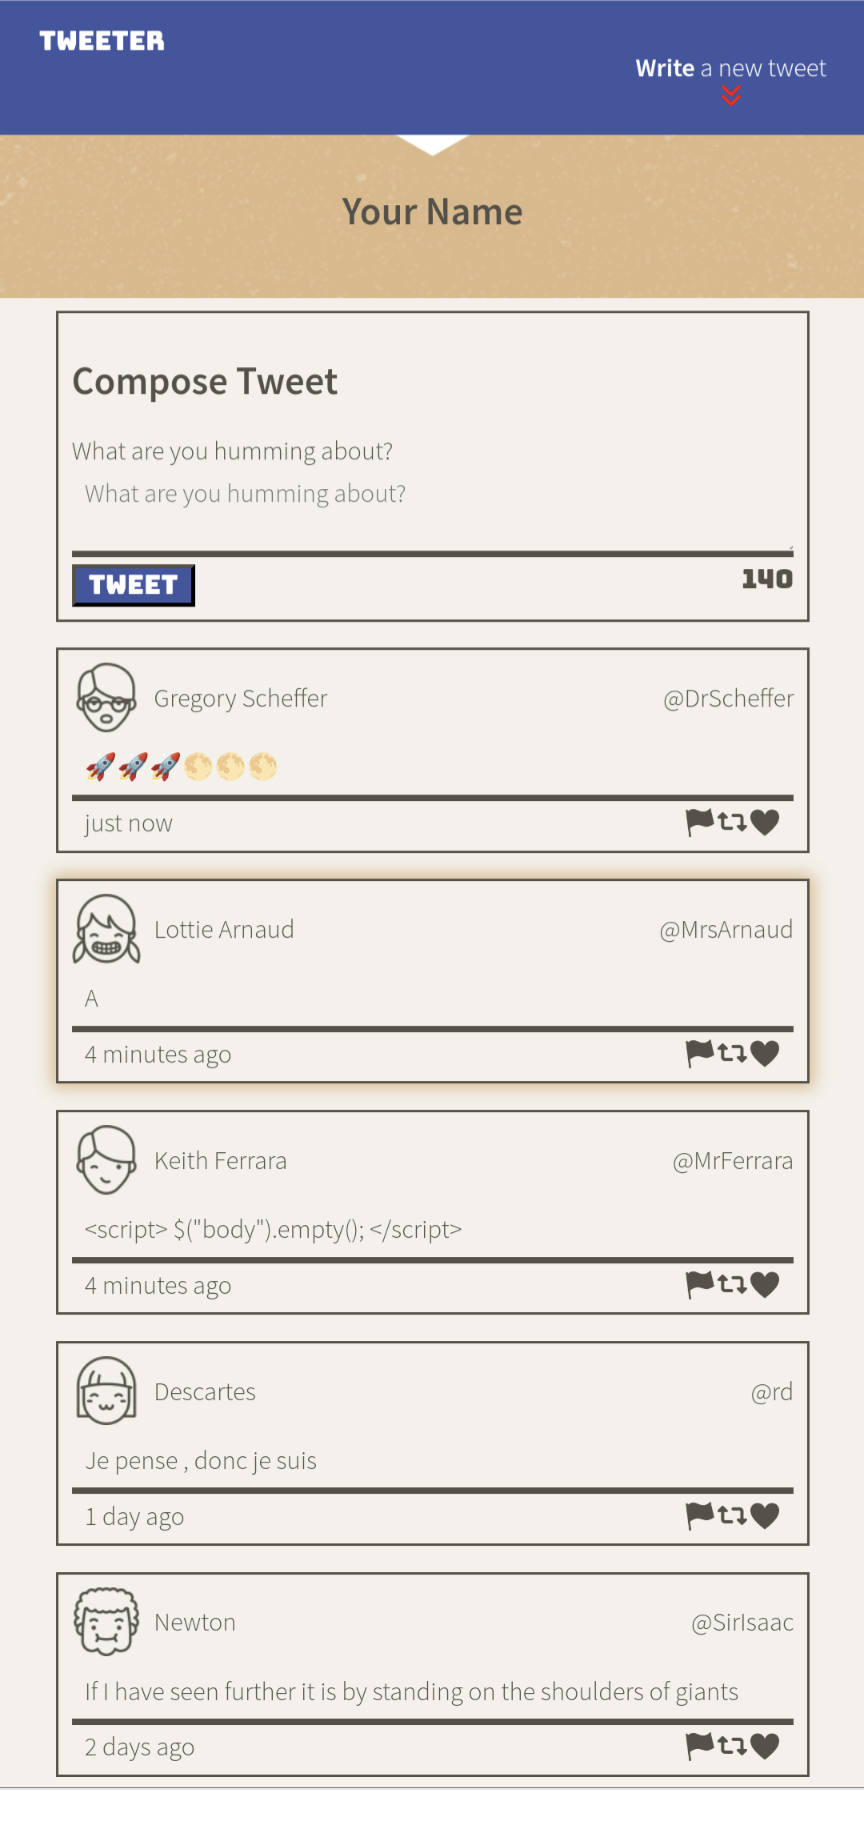 TWEETER
Write a new tweet
Your Name
Compose Tweet
What are you humming about?
What are you humming about?
TWEET
140
Gregory Scheffer
@DrScheffer
🚀🚀🚀🌕🌕🌕
just now
Lottie Arnaud
@MrsArnaud
A
4 minutes ago
Keith Ferrara
@MrFerrara
<script> $("body").empty(); </script>
4 minutes ago
Descartes
@rd
Je pense , donc je suis
1 day ago
Newton
@SirIsaac
If I have seen further it is by standing on the shoulders of giants
2 days ago